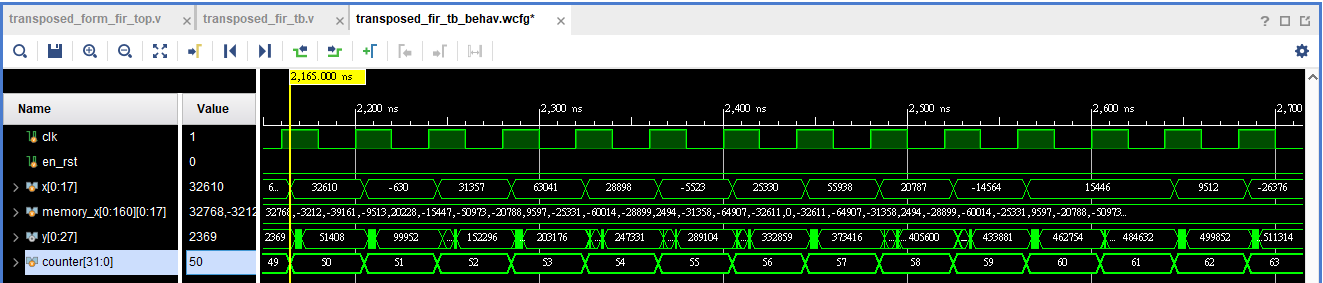 transposed_form_fir_top.v × transposed_fir_tb.v × transposed_fir_tb_behav.wcfg* ×
2,165.000 ns
2,200 ns 2,300 ns 2,400 ns 2,500 ns 2,600 ns 2,700
Name Value
clk 1
en_rst 0
x[0:17] 32610 6... 32610 -630 31357 63041 28898 -5523 25330 55938 20787 -14564 15446 9512 -26376
memory_x[0:160][0:17] 32768,-3212 32768,-3212,-39161,-9513,20228,-15447,-50973,-20788,9597,-25331,-60014,-28899,2494,-31358,-64907,-32611,0,-32611,-64907,-31358,2494,-28899,-60014,-25331,9597,-20788,-50973...
y[0:27] 2369 2369 51408 99952 152296 203176 ... 247331 ... 289104 ... 332859 ... 373416 ... 405600 ... 433881 462754 ... 484632 499852 511314
counter[31:0] 50 49 50 51 52 53 54 55 56 57 58 59 60 61 62 63